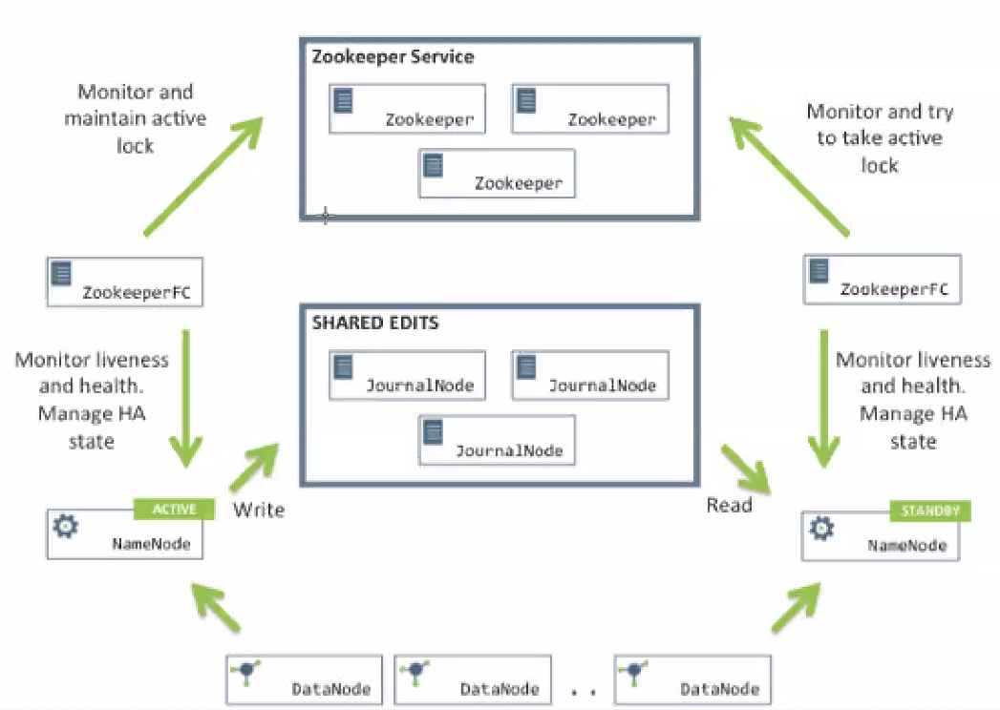 Zookeeper Service
Zookeeper
Zookeeper
Zookeeper
Monitor and
maintain active
lock
Monitor and try
to take active
lock
ZookeeperFC
ZookeeperFC
SHARED EDITS
JournalNode
JournalNode
JournalNode
Monitor liveness
and health.
Manage HA
state
Monitor liveness
and health.
Manage HA
state
Write
Read
ACTIVE
NameNode
STANDBY
NameNode
DataNode
DataNode
. .
DataNode